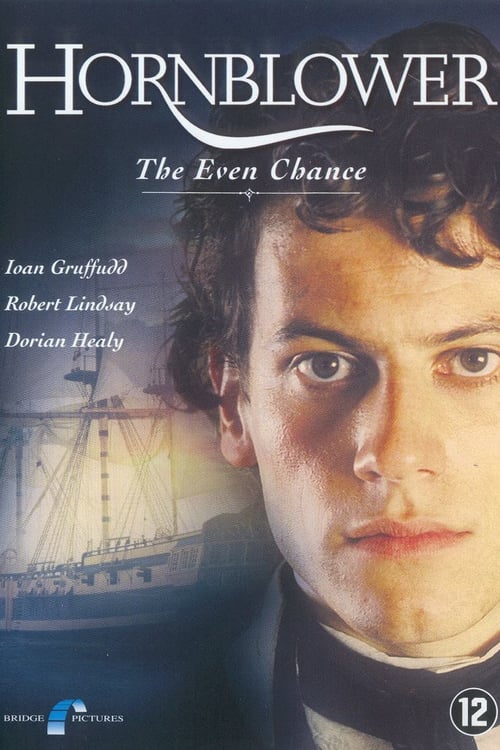 HORNBLOWER
The Even Chance
Ioan Gruffudd
Robert Lindsay
Dorian Healy
BRIDGE PICTURES
12